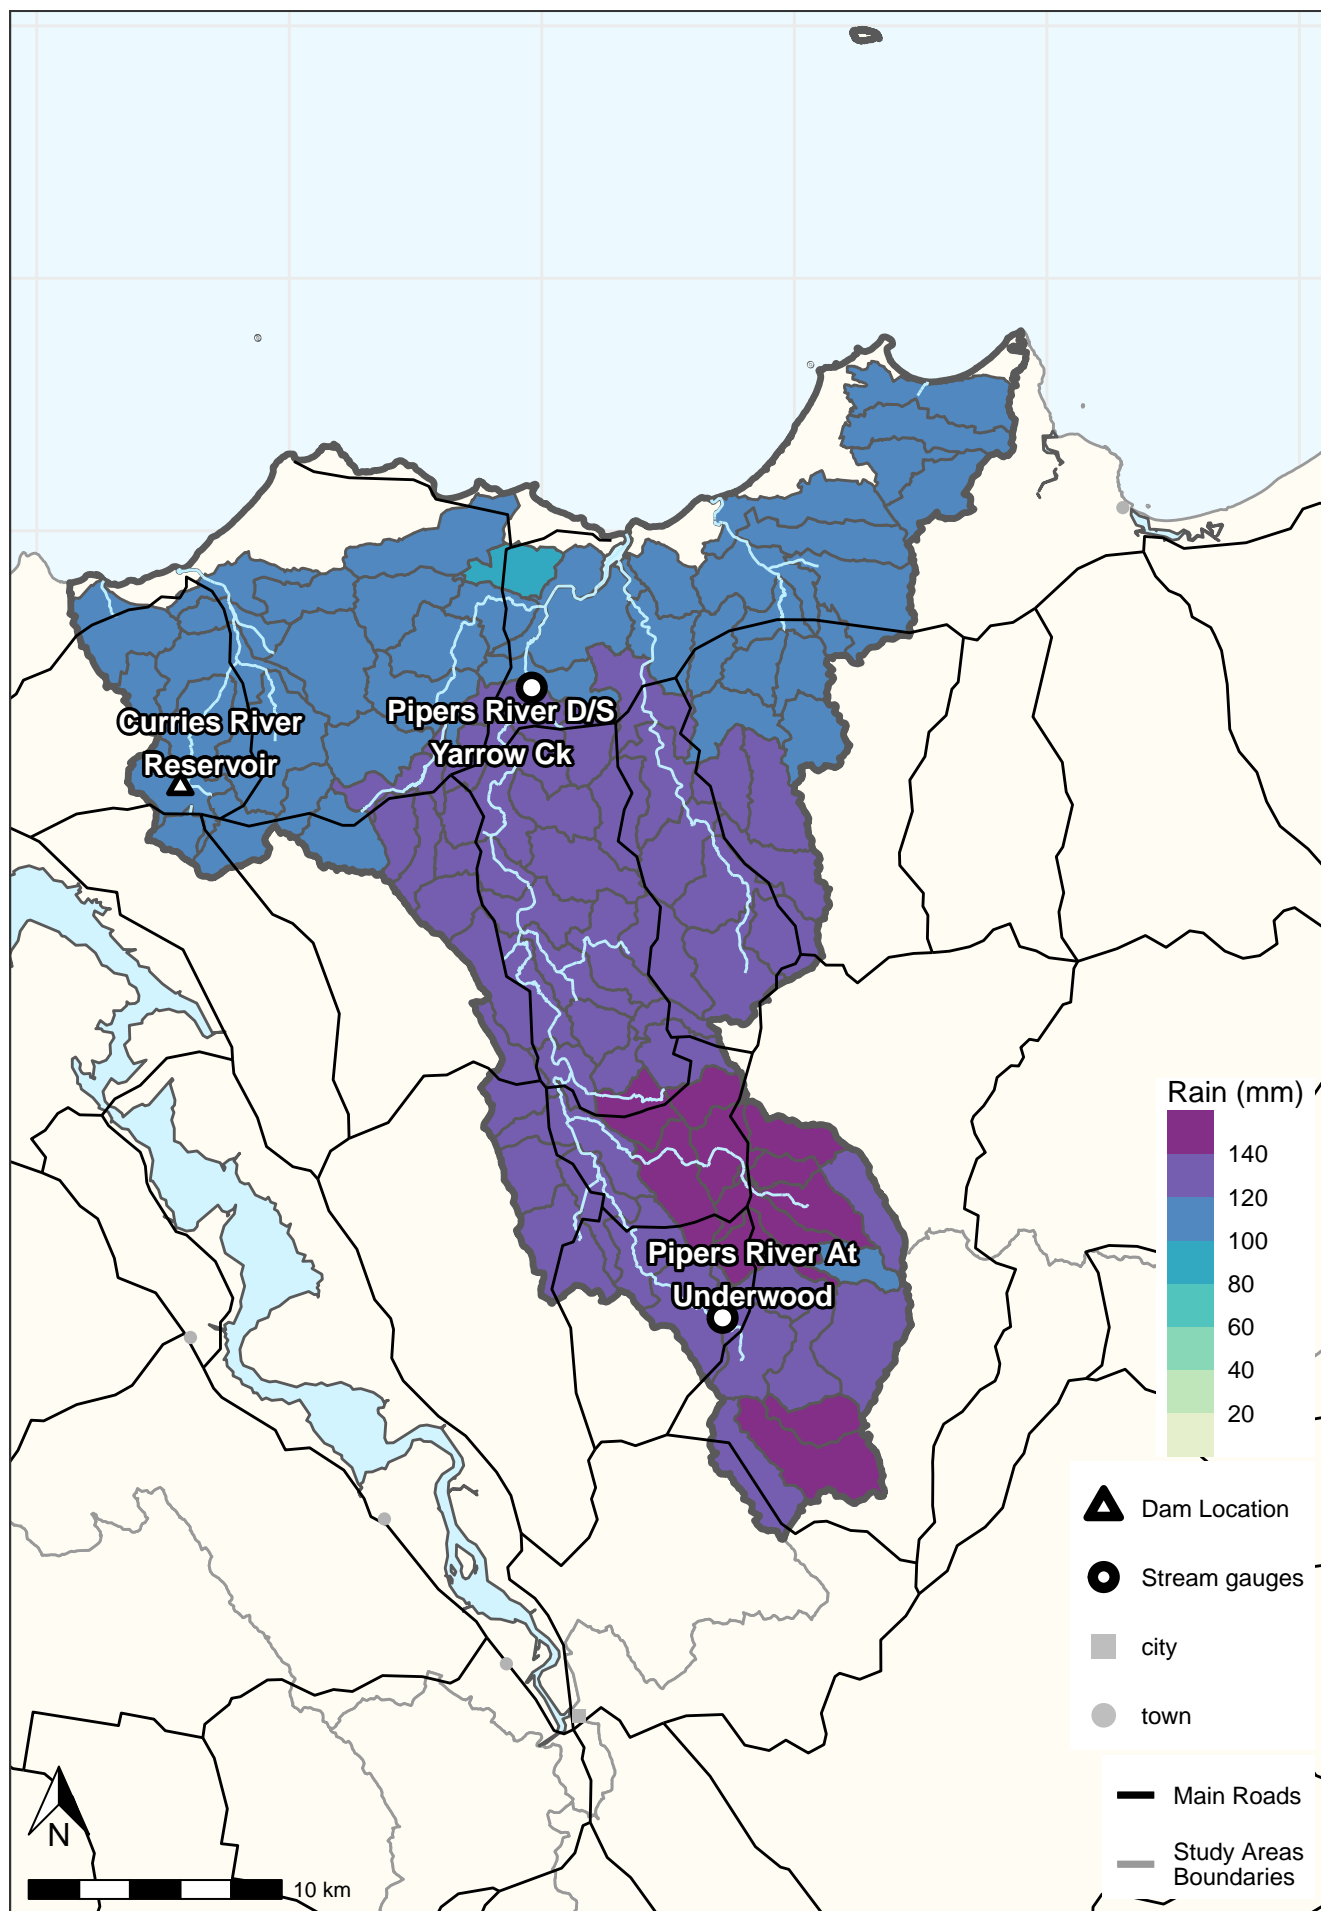 Curries River
Reservoir
Pipers River D/S
Yarrow Ck
Pipers River At
Underwood
Rain (mm)
140
120
100
80
60
40
20
Dam Location
Stream gauges
city
town
Main Roads
Study Areas
Boundaries
N
10 km